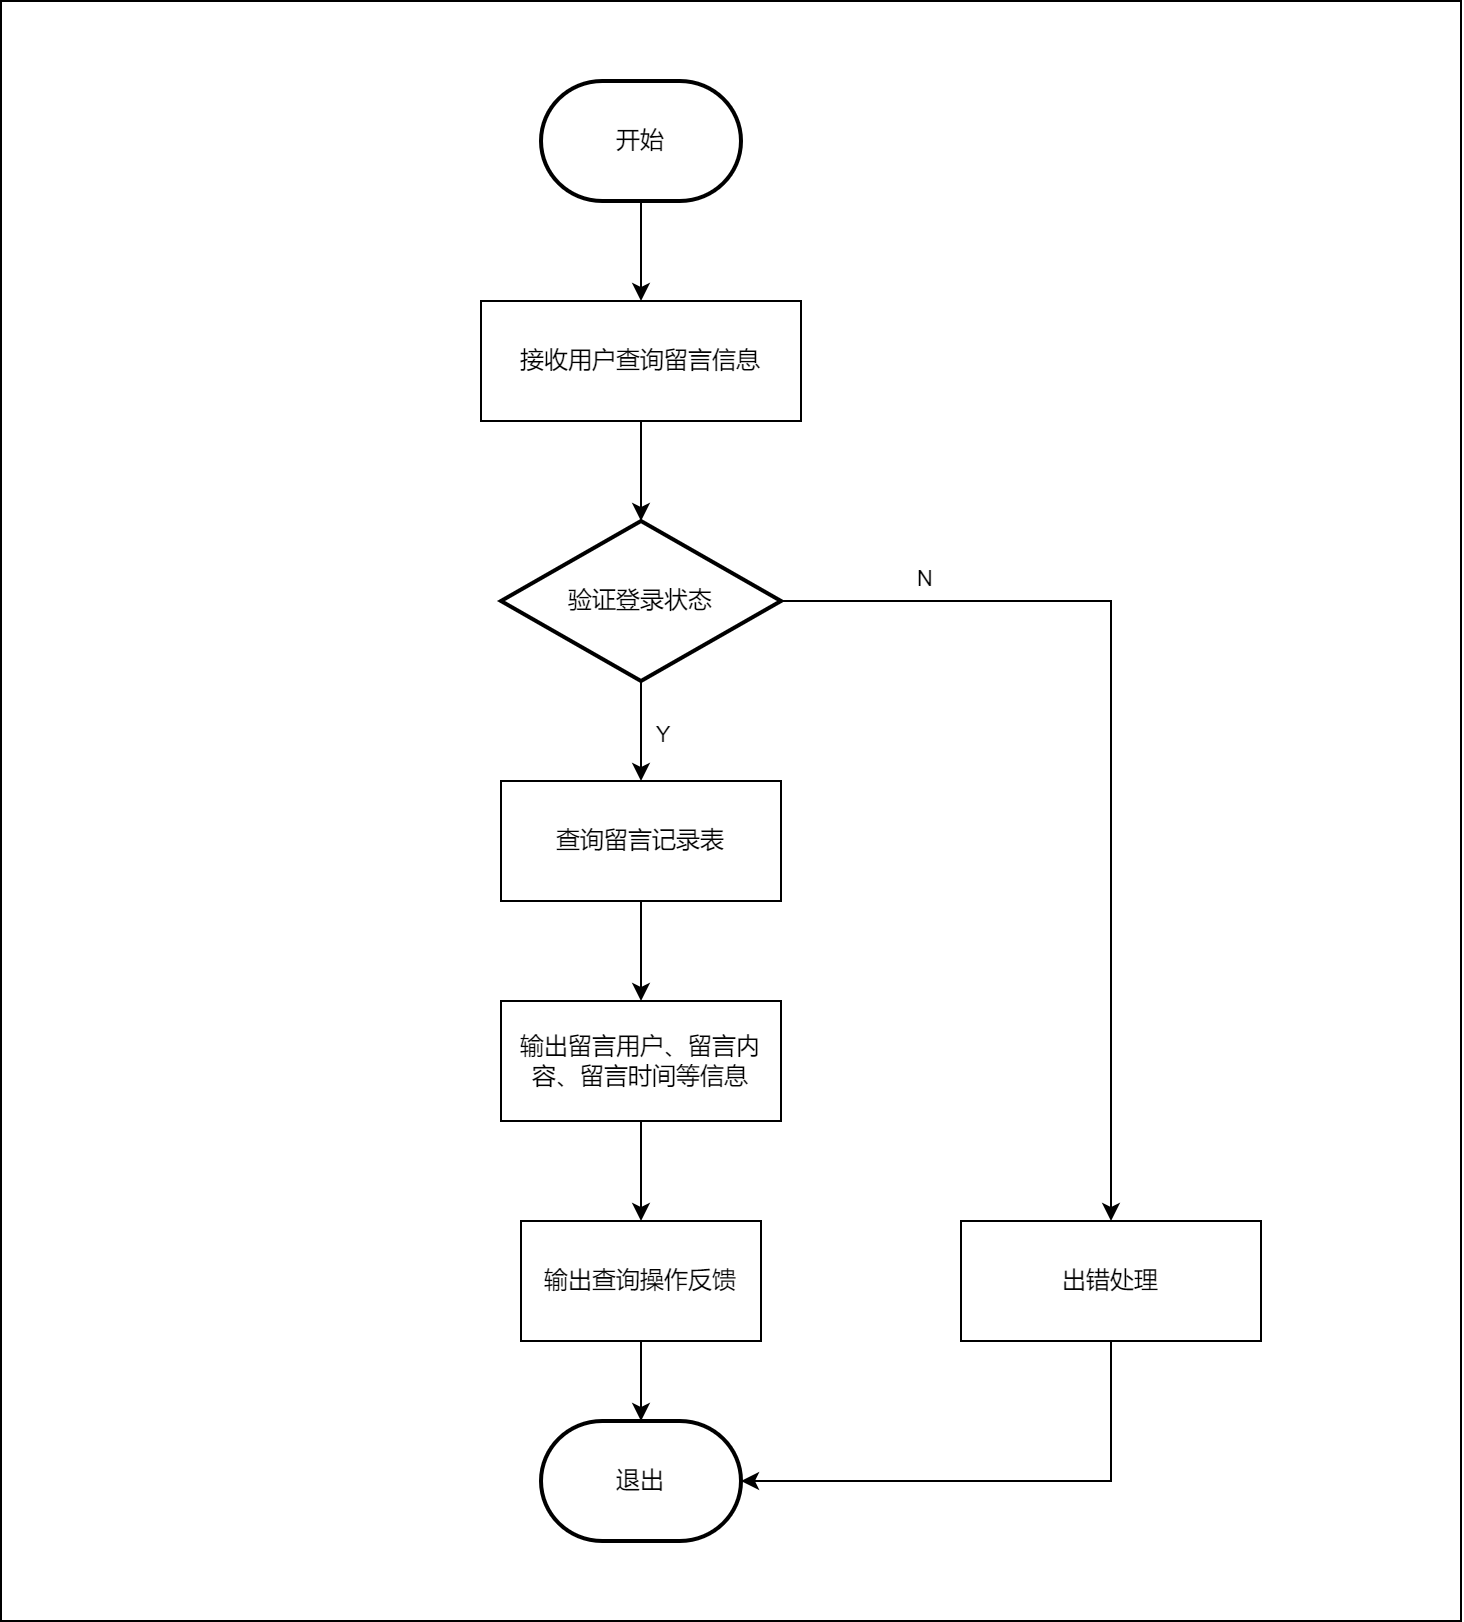 开始
接收用户查询留言信息
验证登录状态
N
Y
查询留言记录表
输出留言用户、留言内
容、留言时间等信息
输出查询操作反馈
出错处理
退出